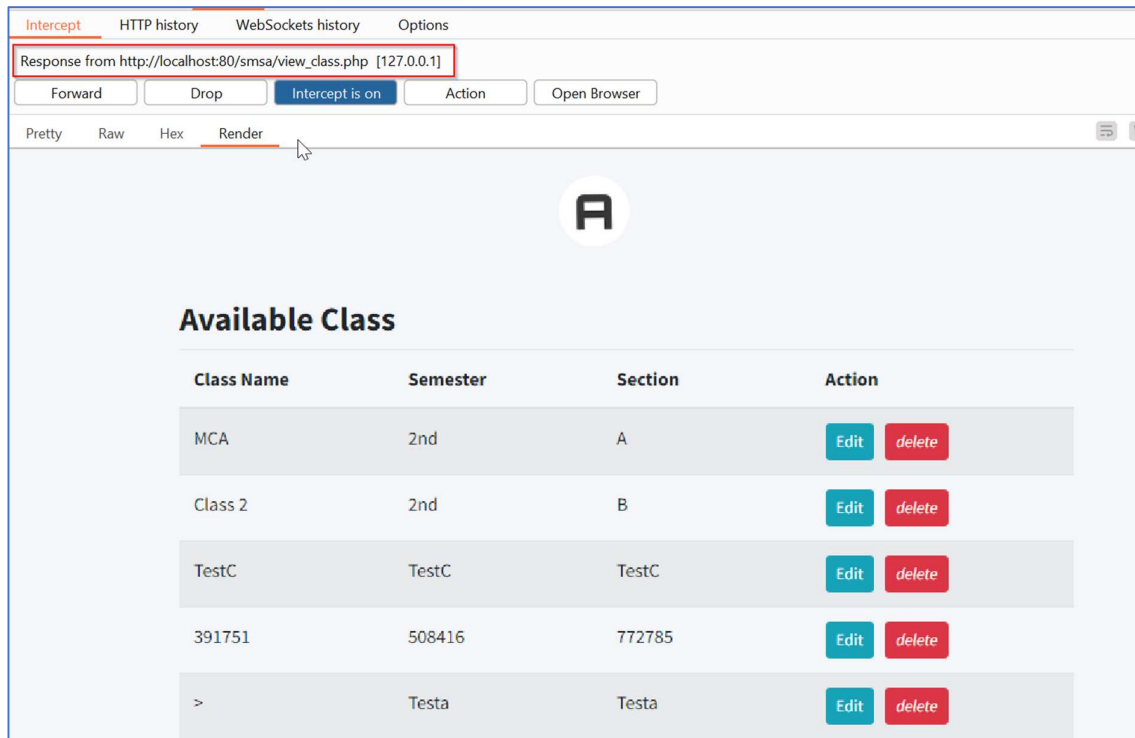 Intercept HTTP history WebSockets history Options
Response from http://localhost:80/smsa/view_class.php [127.0.0.1]
Forward Drop Intercept is on Action Open Browser
Pretty Raw Hex Render
A
Available Class
Class Name Semester Section Action
MCA 2nd A Edit delete
Class 2 2nd B Edit delete
TestC TestC TestC Edit delete
391751 508416 772785 Edit delete
> Testa Testa Edit delete